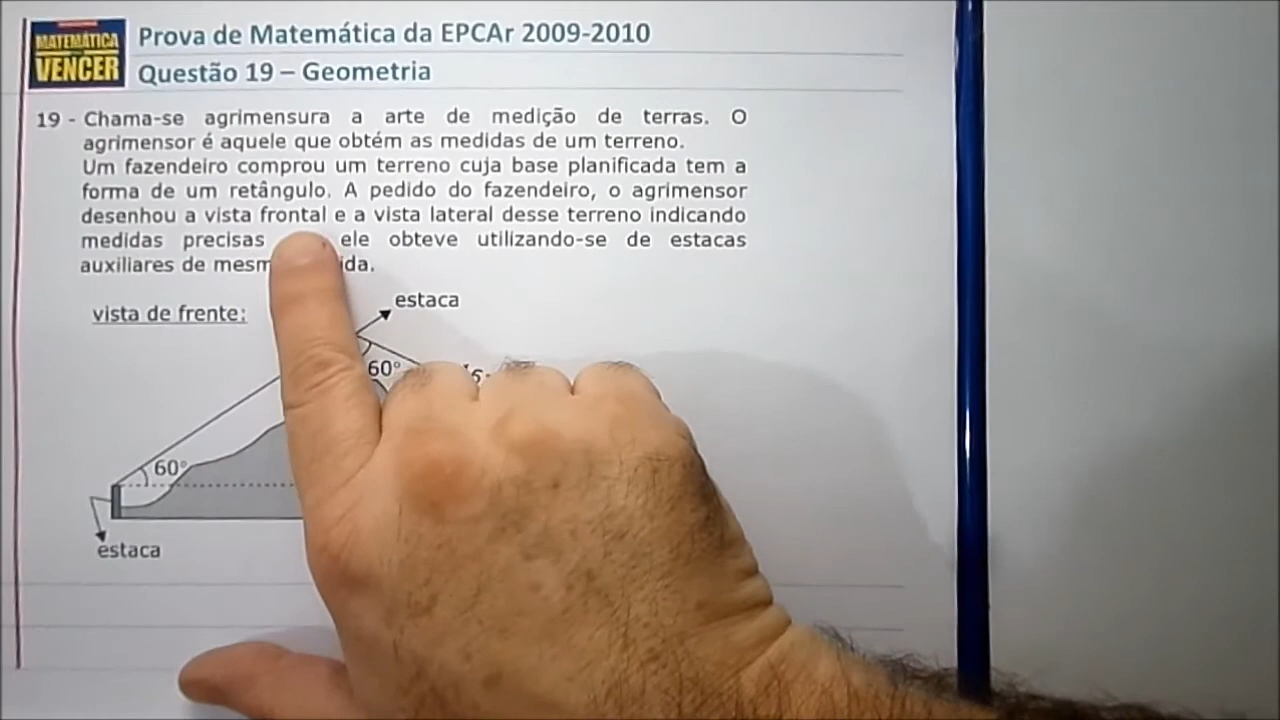 MATEMÁTICA
VENCER
Prova de Matemática da EPCAr 2009-2010
Questão 19 – Geometria
19 - Chama-se agrimensura a arte de medição de terras. O
agrimensor é aquele que obtém as medidas de um terreno.
Um fazendeiro comprou um terreno cuja base planificada tem a
forma de um retângulo. A pedido do fazendeiro, o agrimensor
desenhou a vista frontal e a vista lateral desse terreno indicando
medidas precisas ele obteve utilizando-se de estacas
auxiliares de
vista de frente:
estaca
60°
60°
estaca